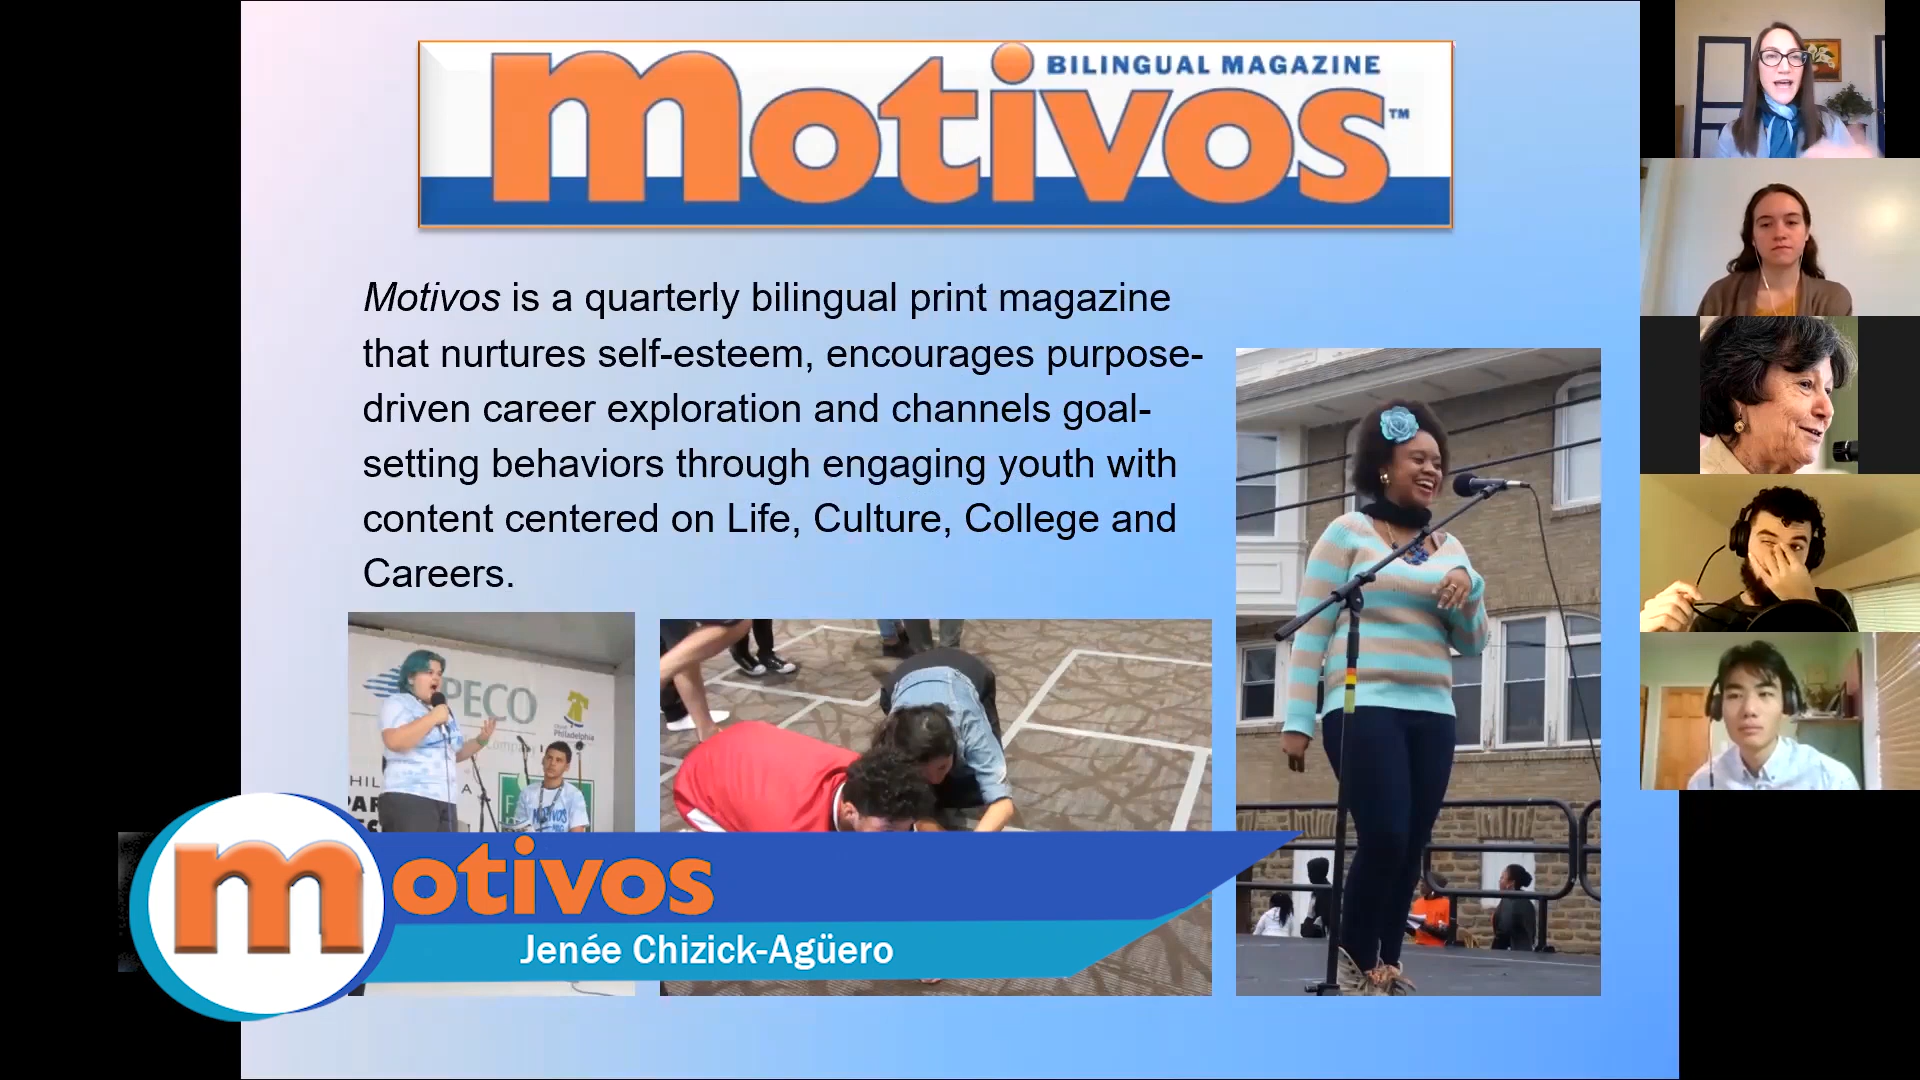 BILINGUAL MAGAZINE
motivos™
Motivos is a quarterly bilingual print magazine
that nurtures self-esteem, encourages purpose-
driven career exploration and channels goal-
setting behaviors through engaging youth with
content centered on Life, Culture, College and
Careers.
PECO
Philadelphia
MOTIVOS
motivos
Jenée Chizick-Agüero